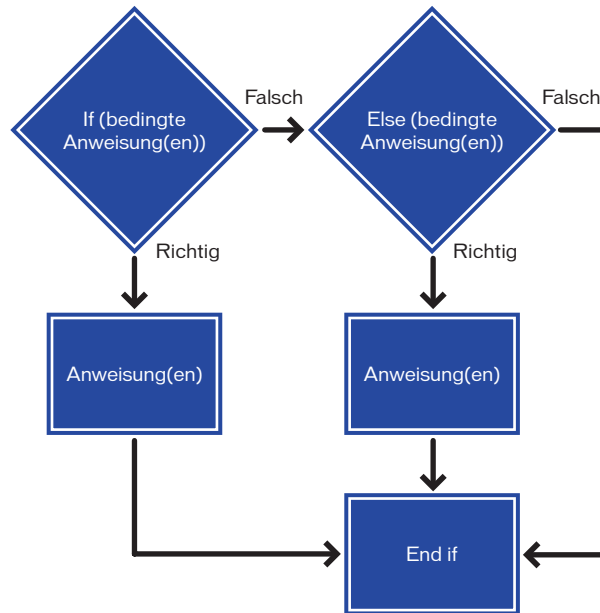 If (bedingte
Anweisung(en))
Falsch
Else (bedingte
Anweisung(en))
Falsch
Richtig
Richtig
Anweisung(en)
Anweisung(en)
End if